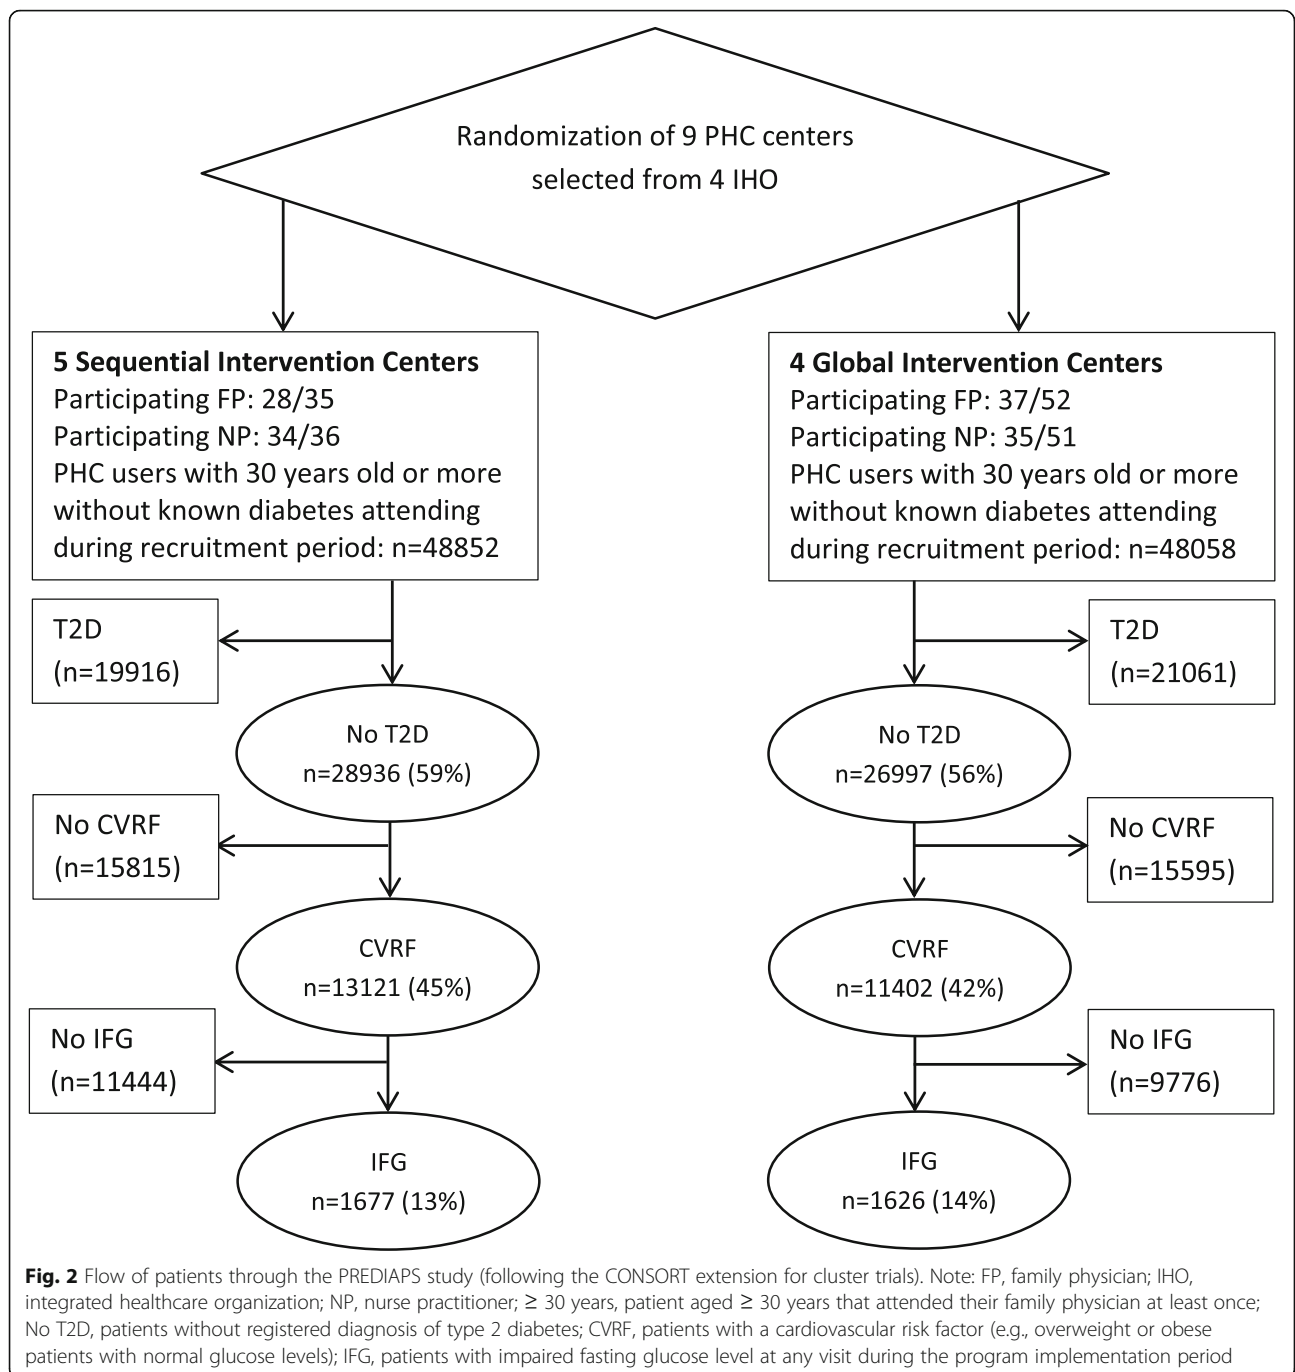 Randomization of 9 PHC centers
selected from 4 IHO
5 Sequential Intervention Centers
Participating FP: 28/35
Participating NP: 34/36
PHC users with 30 years old or more
without known diabetes attending
during recruitment period: n=48852
4 Global Intervention Centers
Participating FP: 37/52
Participating NP: 35/51
PHC users with 30 years old or more
without known diabetes attending
during recruitment period: n=48058
T2D
(n=19916)
T2D
(n=21061)
No T2D
n=28936 (59%)
No T2D
n=26997 (56%)
No CVRF
(n=15815)
No CVRF
(n=15595)
CVRF
n=13121 (45%)
CVRF
n=11402 (42%)
No IFG
(n=11444)
No IFG
(n=9776)
IFG
n=1677 (13%)
IFG
n=1626 (14%)
Fig. 2 Flow of patients through the PREDIAPS study (following the CONSORT extension for cluster trials). Note: FP, family physician; IHO,
integrated healthcare organization; NP, nurse practitioner; ≥ 30 years, patient aged ≥ 30 years that attended their family physician at least once;
No T2D, patients without registered diagnosis of type 2 diabetes; CVRF, patients with a cardiovascular risk factor (e.g., overweight or obese
patients with normal glucose levels); IFG, patients with impaired fasting glucose level at any visit during the program implementation period